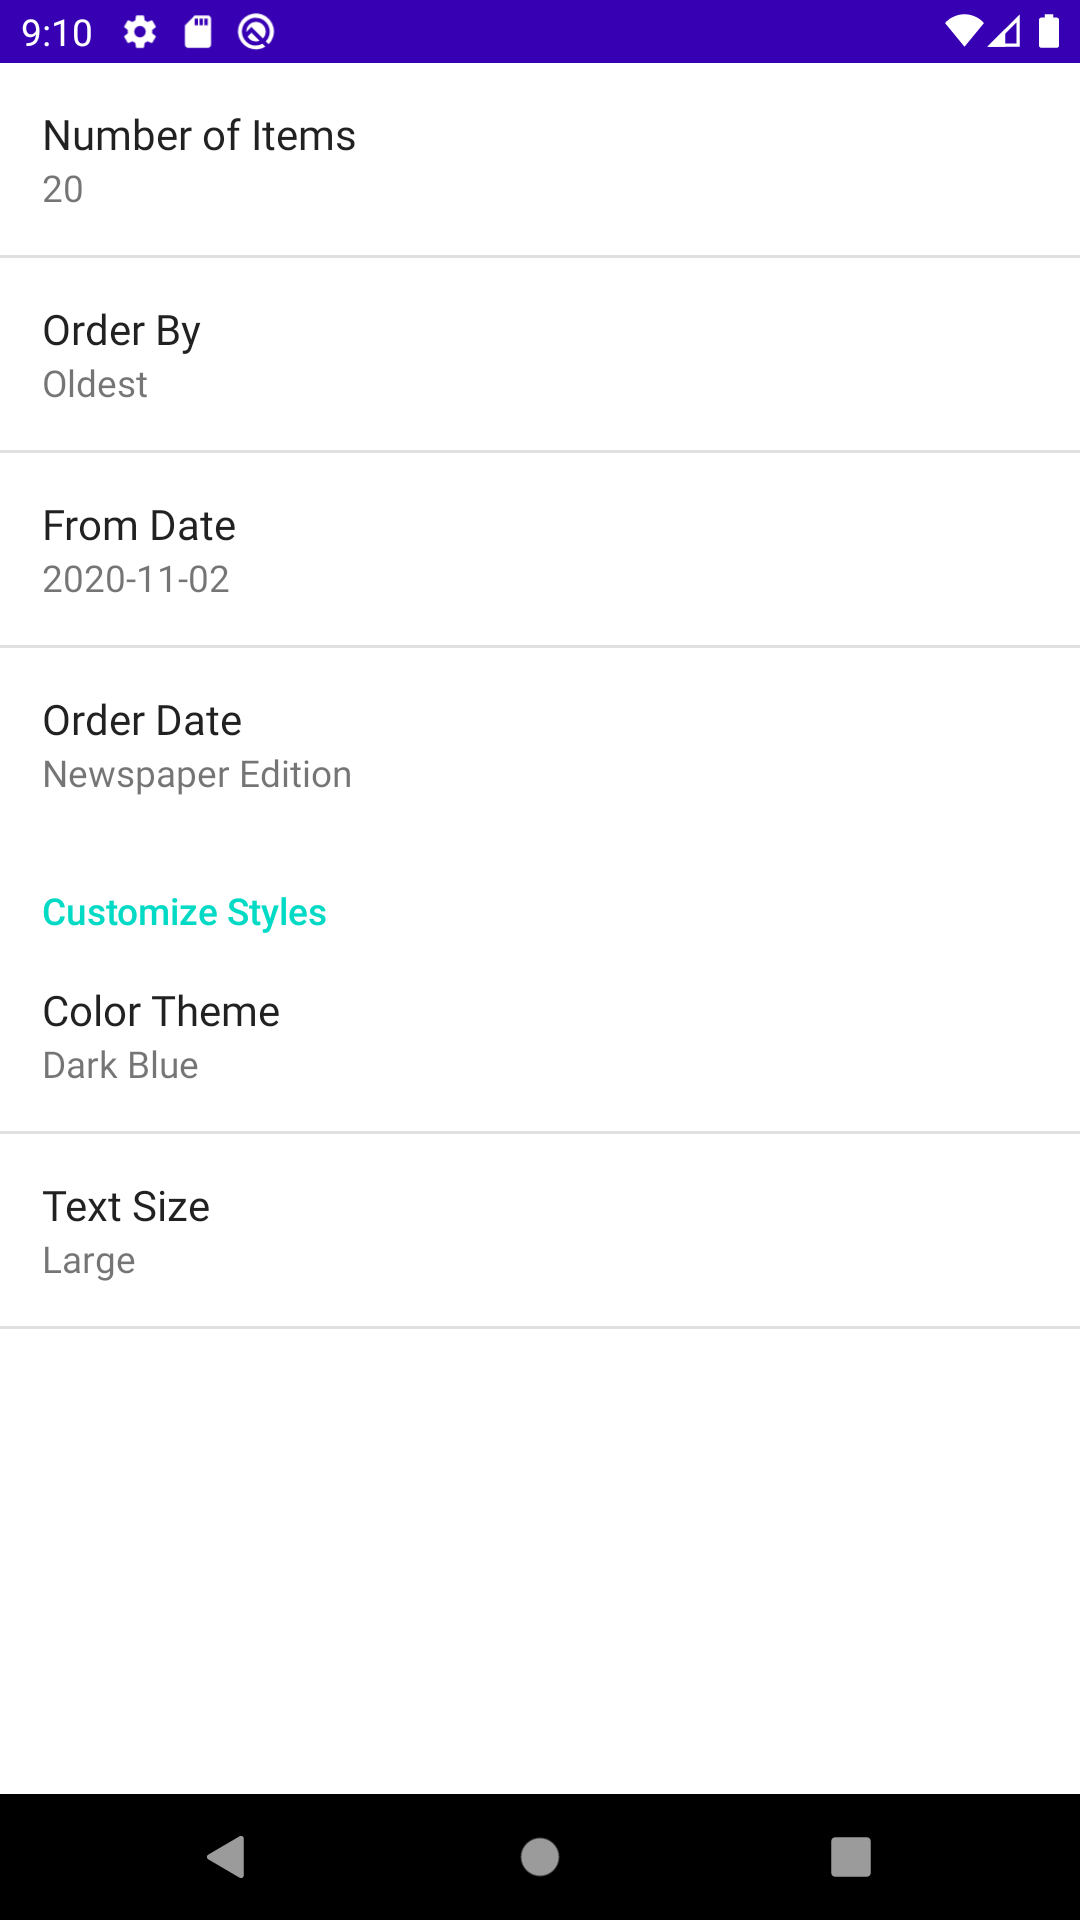 9:10
Number of Items
20
Order By
Oldest
From Date
2020-11-02
Order Date
Newspaper Edition
Customize Styles
Color Theme
Dark Blue
Text Size
Large